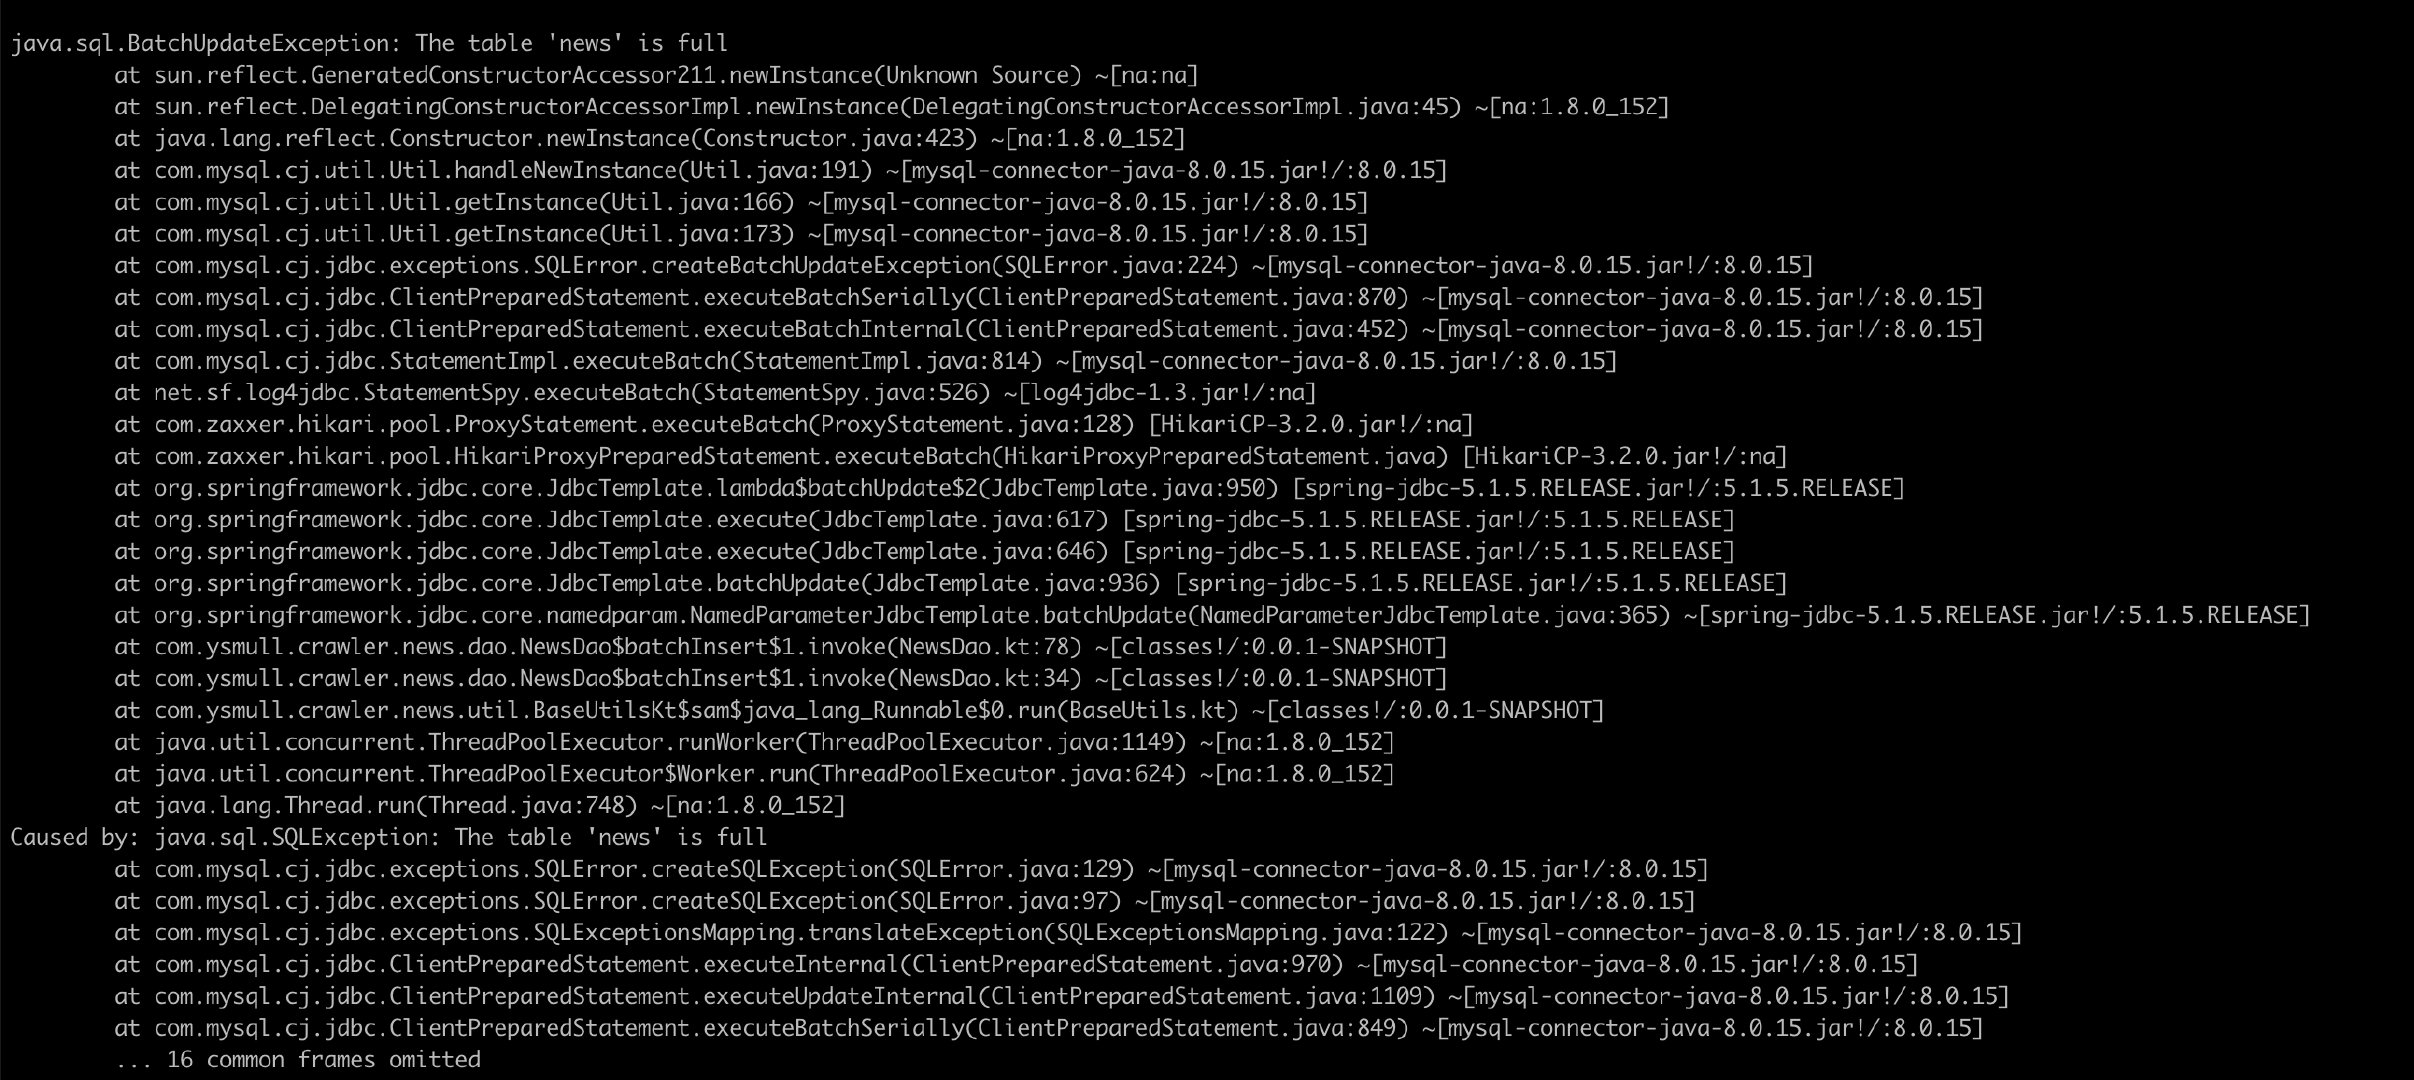 java.sql.BatchUpdateException: The table 'news' is full
at sun.reflect.GeneratedConstructorAccessor211.newInstance(Unknown Source) ~[na:na]
at sun.reflect.DelegatingConstructorAccessorImpl.newInstance(DelegatingConstructorAccessorImpl.java:45) ~[na:1.8.0_152]
at java.lang.reflect.Constructor.newInstance(Constructor.java:423) ~[na:1.8.0_152]
at com.mysql.cj.util.Util.handleNewInstance(Util.java:191) ~[mysql-connector-java-8.0.15.jar!/:8.0.15]
at com.mysql.cj.util.Util.getInstance(Util.java:166) ~[mysql-connector-java-8.0.15.jar!/:8.0.15]
at com.mysql.cj.util.Util.getInstance(Util.java:173) ~[mysql-connector-java-8.0.15.jar!/:8.0.15]
at com.mysql.cj.jdbc.exceptions.SQLError.createBatchUpdateException(SQLError.java:224) ~[mysql-connector-java-8.0.15.jar!/:8.0.15]
at com.mysql.cj.jdbc.ClientPreparedStatement.executeBatchSerially(ClientPreparedStatement.java:870) ~[mysql-connector-java-8.0.15.jar!/:8.0.15]
at com.mysql.cj.jdbc.ClientPreparedStatement.executeBatchInternal(ClientPreparedStatement.java:452) ~[mysql-connector-java-8.0.15.jar!/:8.0.15]
at com.mysql.cj.jdbc.StatementImpl.executeBatch(StatementImpl.java:814) ~[mysql-connector-java-8.0.15.jar!/:8.0.15]
at net.sf.log4jdbc.StatementSpy.executeBatch(StatementSpy.java:526) ~[log4jdbc-1.3.jar!/:na]
at com.zaxxer.hikari.pool.ProxyStatement.executeBatch(ProxyStatement.java:128) [HikariCP-3.2.0.jar!/:na]
at com.zaxxer.hikari.pool.HikariProxyPreparedStatement.executeBatch(HikariProxyPreparedStatement.java) [HikariCP-3.2.0.jar!/:na]
at org.springframework.jdbc.core.JdbcTemplate.lambda$batchUpdate$2(JdbcTemplate.java:950) [spring-jdbc-5.1.5.RELEASE.jar!/:5.1.5.RELEASE]
at org.springframework.jdbc.core.JdbcTemplate.execute(JdbcTemplate.java:617) [spring-jdbc-5.1.5.RELEASE.jar!/:5.1.5.RELEASE]
at org.springframework.jdbc.core.JdbcTemplate.execute(JdbcTemplate.java:646) [spring-jdbc-5.1.5.RELEASE.jar!/:5.1.5.RELEASE]
at org.springframework.jdbc.core.JdbcTemplate.batchUpdate(JdbcTemplate.java:936) [spring-jdbc-5.1.5.RELEASE.jar!/:5.1.5.RELEASE]
at org.springframework.jdbc.core.namedparam.NamedParameterJdbcTemplate.batchUpdate(NamedParameterJdbcTemplate.java:365) ~[spring-jdbc-5.1.5.RELEASE.jar!/:5.1.5.RELEASE]
at com.ysmull.crawler.news.dao.NewsDao$batchInsert$1.invoke(NewsDao.kt:78) ~[classes!/:0.0.1-SNAPSHOT]
at com.ysmull.crawler.news.dao.NewsDao$batchInsert$1.invoke(NewsDao.kt:34) ~[classes!/:0.0.1-SNAPSHOT]
at com.ysmull.crawler.news.util.BaseUtilsKt$sam$java_lang_Runnable$0.run(BaseUtils.kt) ~[classes!/:0.0.1-SNAPSHOT]
at java.util.concurrent.ThreadPoolExecutor.runWorker(ThreadPoolExecutor.java:1149) ~[na:1.8.0_152]
at java.util.concurrent.ThreadPoolExecutor$Worker.run(ThreadPoolExecutor.java:624) ~[na:1.8.0_152]
at java.lang.Thread.run(Thread.java:748) ~[na:1.8.0_152]
Caused by: java.sql.SQLException: The table 'news' is full
at com.mysql.cj.jdbc.exceptions.SQLError.createSQLException(SQLError.java:129) ~[mysql-connector-java-8.0.15.jar!/:8.0.15]
at com.mysql.cj.jdbc.exceptions.SQLError.createSQLException(SQLError.java:97) ~[mysql-connector-java-8.0.15.jar!/:8.0.15]
at com.mysql.cj.jdbc.exceptions.SQLExceptionsMapping.translateException(SQLExceptionsMapping.java:122) ~[mysql-connector-java-8.0.15.jar!/:8.0.15]
at com.mysql.cj.jdbc.ClientPreparedStatement.executeInternal(ClientPreparedStatement.java:970) ~[mysql-connector-java-8.0.15.jar!/:8.0.15]
at com.mysql.cj.jdbc.ClientPreparedStatement.executeUpdateInternal(ClientPreparedStatement.java:1109) ~[mysql-connector-java-8.0.15.jar!/:8.0.15]
at com.mysql.cj.jdbc.ClientPreparedStatement.executeBatchSerially(ClientPreparedStatement.java:849) ~[mysql-connector-java-8.0.15.jar!/:8.0.15]
... 16 common frames omitted